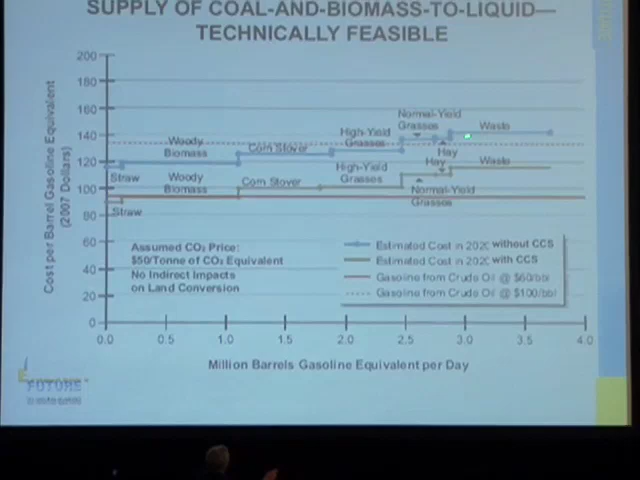 SUPPLY OF COAL-AND-BIOMASS-TO-LIQUID—
TECHNICALLY FEASIBLE
Cost per Barrel Gasoline Equivalent
(2007 Dollars)
200
180
160
140
120
100
80
60
40
20
0
Straw
Woody
Biomass
Corn Stover
High-Yield
Grasses
Normal-Yield
Grasses
Hay
Waste
Straw
Woody
Biomass
Corn Stover
High-Yield
Grasses
Hay
Normal-Yield
Grasses
Waste
Assumed CO₂ Price:
$50/Tonne of CO₂ Equivalent
No Indirect Impacts
on Land Conversion
Estimated Cost in 2020 without CCS
Estimated Cost in 2020 with CCS
Gasoline from Crude Oil @ $60/bbl
Gasoline from Crude Oil @ $100/bbl
0.0 0.5 1.0 1.5 2.0 2.5 3.0 3.5 4.0
Million Barrels Gasoline Equivalent per Day
FUTURE